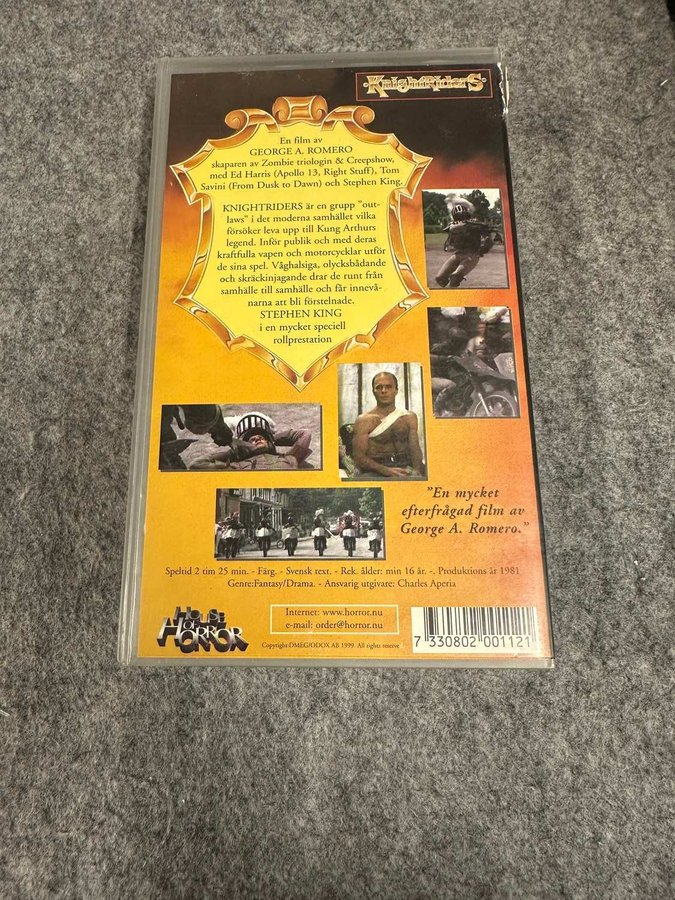 KnightRiders
En film av
GEORGE A. ROMERO
skaparen av Zombie triologin & Creepshow,
med Ed Harris (Apollo 13, Right Stuff), Tom
Savini (From Dusk to Dawn) och Stephen King.
KNIGHTRIDERS är en grupp "out-
laws" i det moderna samhället vilka
försöker leva upp till Kung Arthurs
legend. Inför publik och med deras
kraftfulla vapen och motorcyklar utför
de sina spel. Våghalsiga, olycksbådande
och skräckinjagande drar de runt från
samhälle till samhälle och får innevå-
narna att bli förstelnade.
STEPHEN KING
i en mycket speciell
rollprestation
"En mycket
efterfrågad film av
George A. Romero."
Speltid 2 tim 25 min. - Färg. - Svensk text. - Rek. ålder: min 16 år. -. Produktions år 1981
Genre:Fantasy/Drama. - Ansvarig utgivare: Charles Aperia
HOUSE OF HORROR
Internet: www.horror.nu
e-mail: order@horror.nu
Copyright:DMEG/ODOX AB 1999. All rights reserve
7 330802 001121